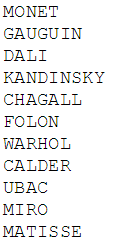 MONET
GAUGUIN
DALI
KANDINSKY
CHAGALL
FOLON
WARHOL
CALDER
UBAC
MIRO
MATISSE